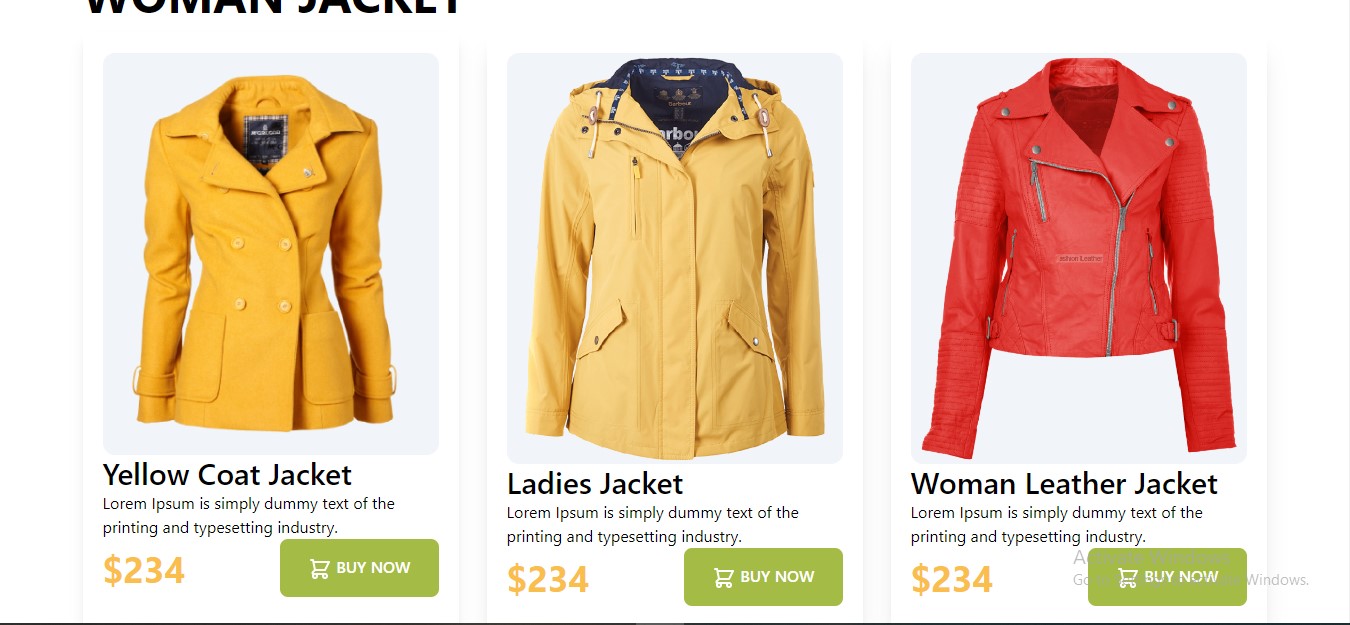 WOMAN JACKET
Yellow Coat Jacket
Lorem Ipsum is simply dummy text of the
printing and typesetting industry.
$234
BUY NOW
Barbour
Ladies Jacket
Lorem Ipsum is simply dummy text of the
printing and typesetting industry.
$234
BUY NOW
Fashion Leather
Woman Leather Jacket
Lorem Ipsum is simply dummy text of the
printing and typesetting industry.
$234
BUY NOW
Windows.